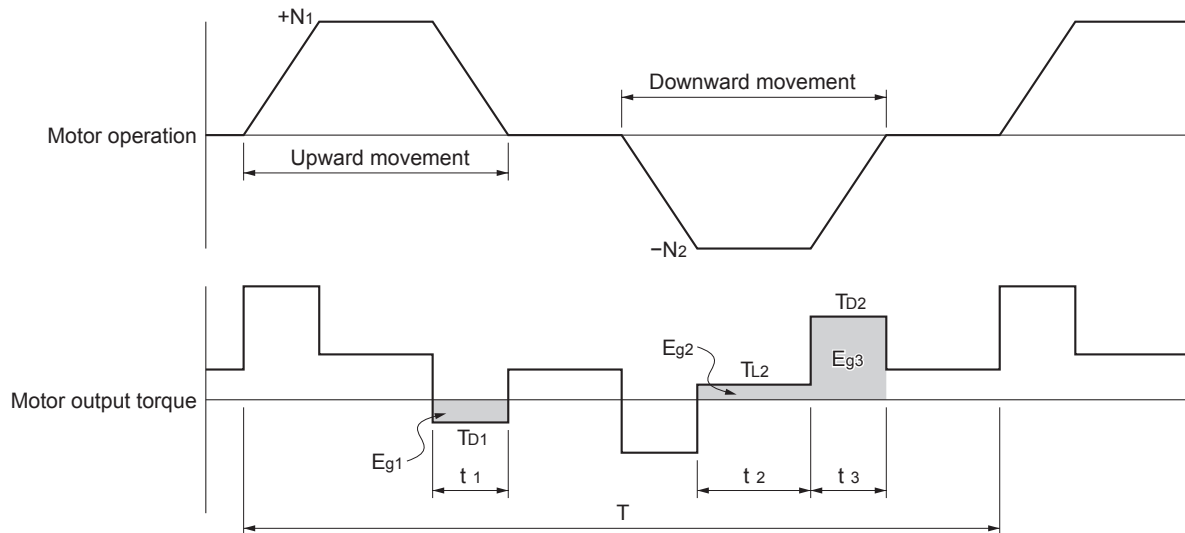 +N1
Downward movement
Motor operation
Upward movement
−N2
TD2
Eg2
TL2
Eg3
Motor output torque
TD1
Eg1
t 1
t 2
t 3
T